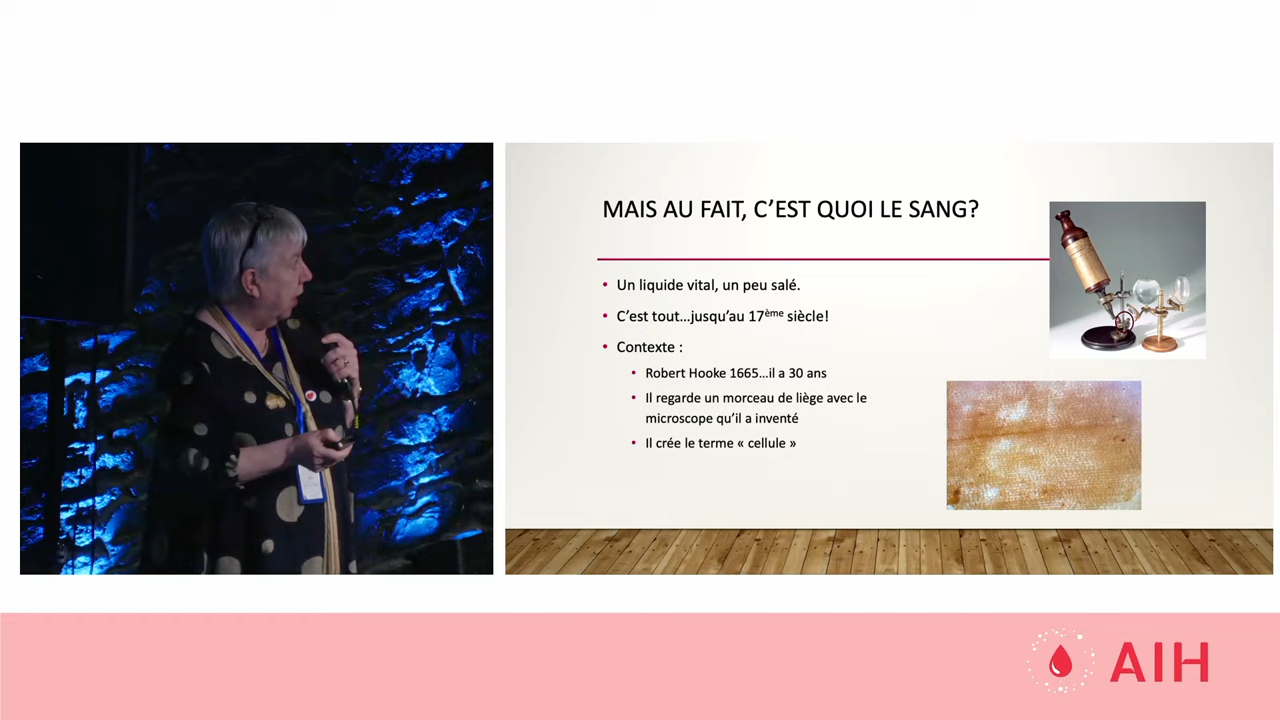 MAIS AU FAIT, C’EST QUOI LE SANG?
• Un liquide vital, un peu salé.
• C’est tout…jusqu’au 17ème siècle!
• Contexte :
• Robert Hooke 1665…il a 30 ans
• Il regarde un morceau de liège avec le
microscope qu’il a inventé
• Il crée le terme « cellule »
AIH